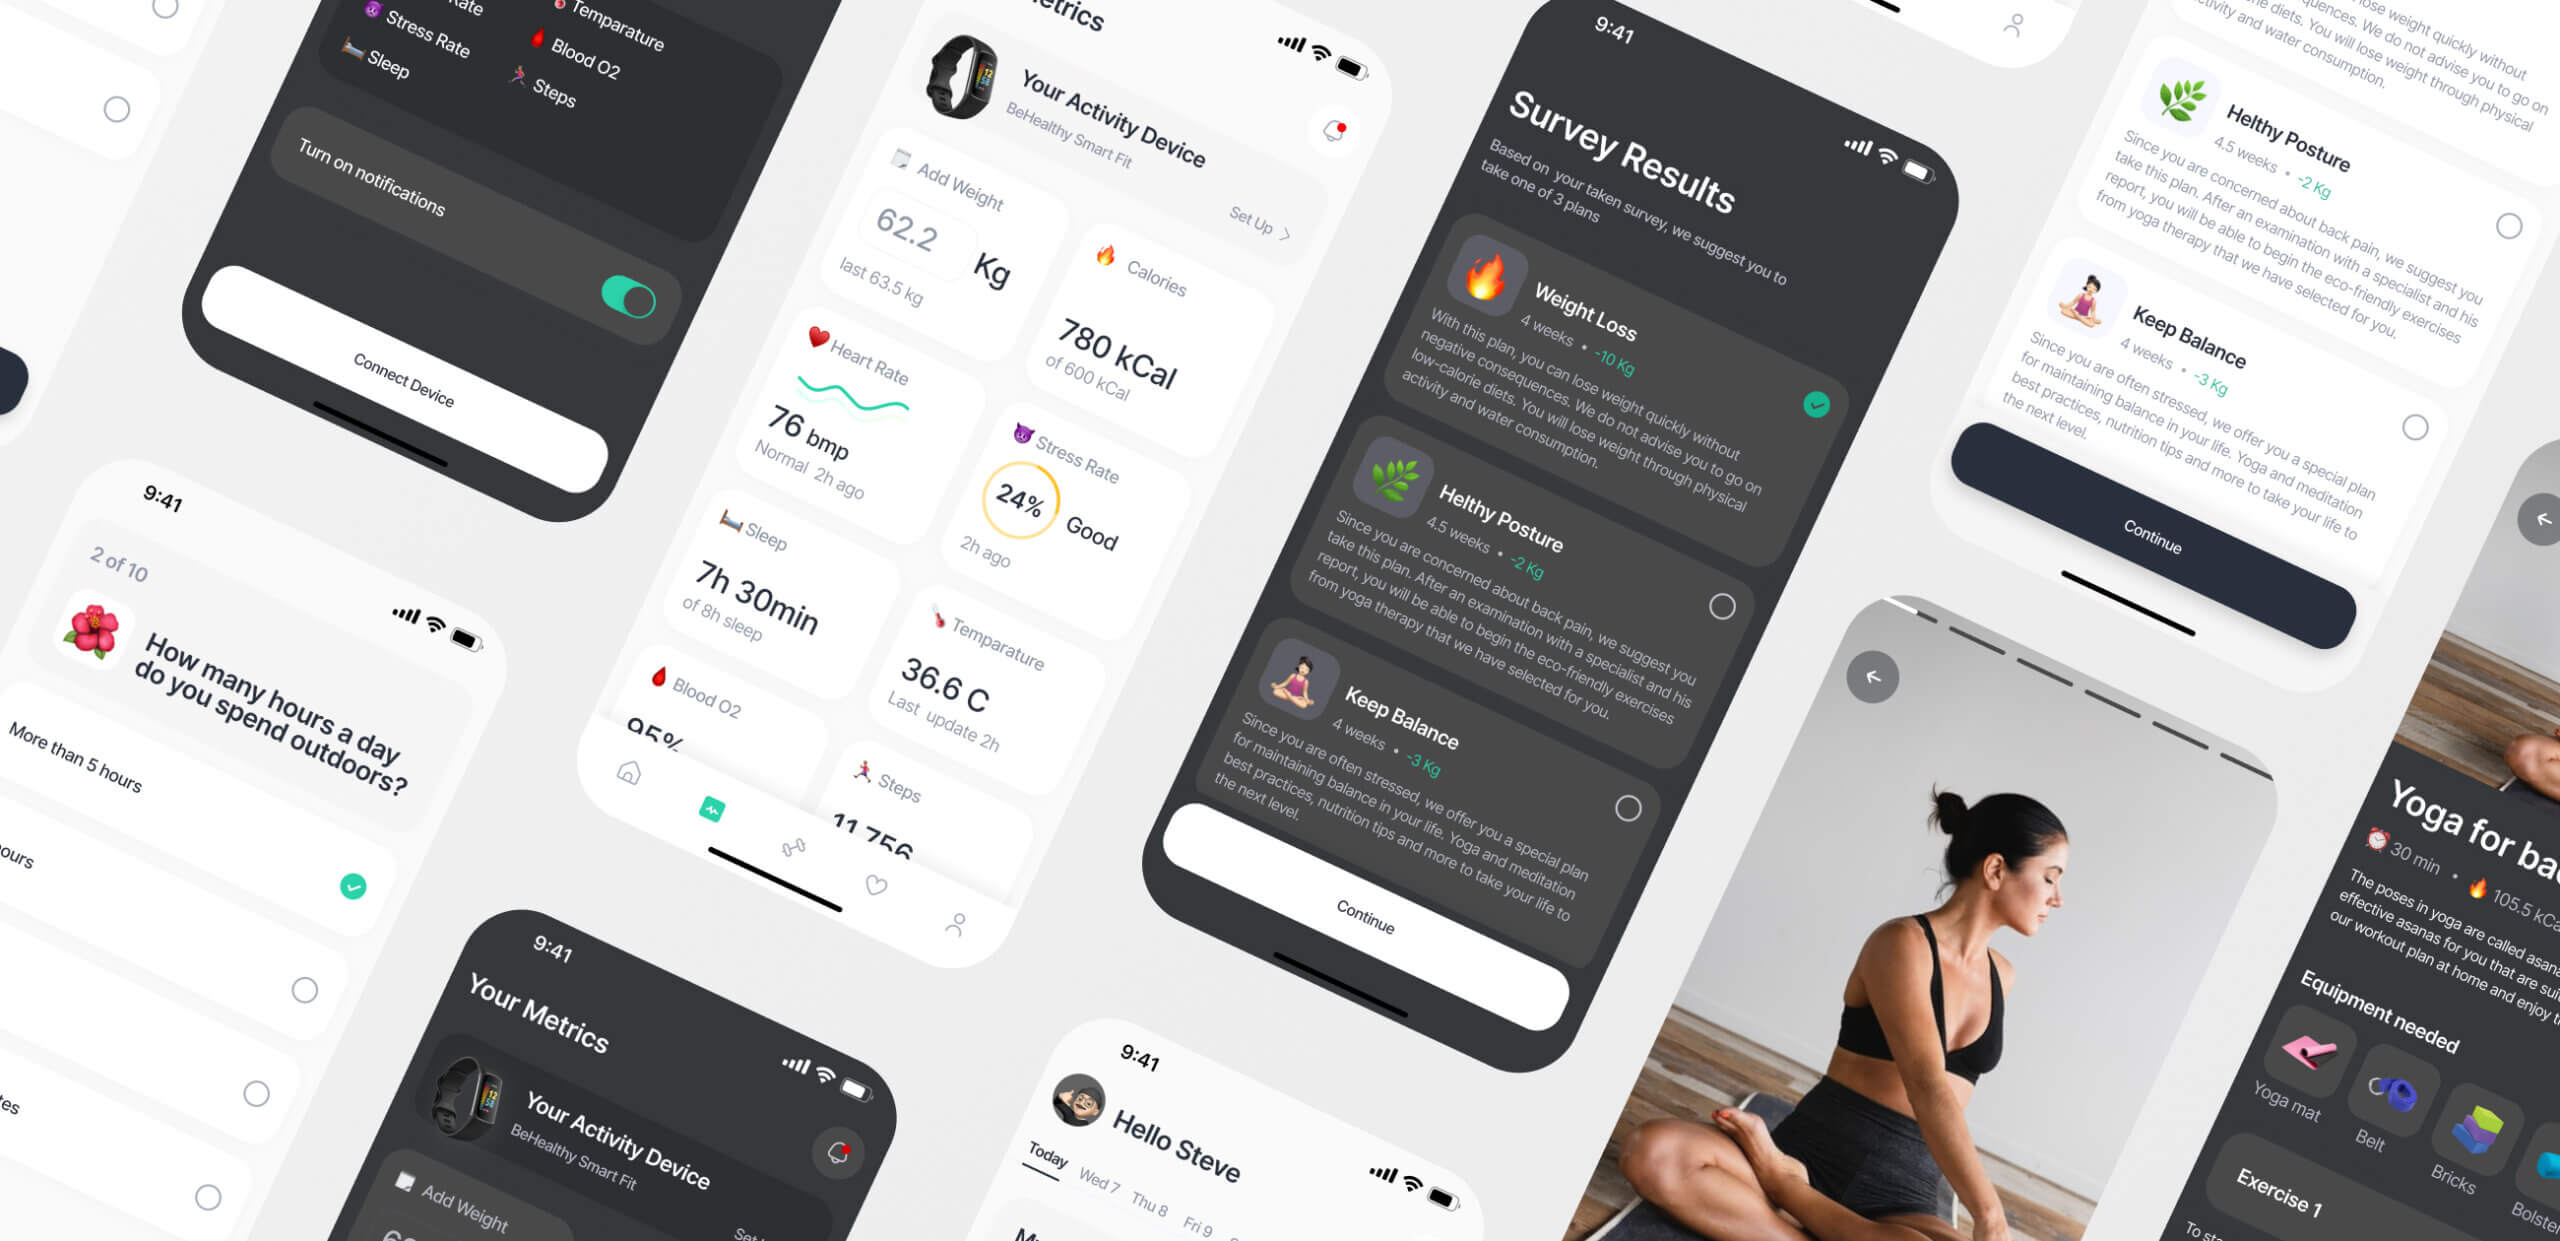 Stress Rate
Sleep
Temparature
Blood O2
Steps
Turn on notifications
Connect Device
9:41
2 of 10
How many hours a day
do you spend outdoors?
More than 5 hours
Your Activity Device
BeHealthy Smart Fit
Set Up
Add Weight
62.2
Kg
last 63.5 kg
Calories
780 kCal
of 600 kCal
Heart Rate
76 bmp
Normal 2h ago
Stress Rate
24%
Good
2h ago
Sleep
7h 30min
of 8h sleep
Temparature
36.6 C
Last update 2h
Blood O2
95%
Steps
11 756
9:41
Your Metrics
Your Activity Device
BeHealthy Smart Fit
Add Weight
9:41
Survey Results
Based on your taken survey, we suggest you to
take one of 3 plans
Weight Loss
4 weeks • -10 Kg
With this plan, you can lose weight quickly without
negative consequences. We do not advise you to go on
low-calorie diets. You will lose weight through physical
activity and water consumption.
Helthy Posture
4.5 weeks • -2 Kg
Since you are concerned about back pain, we suggest you
take this plan. After an examination with a specialist and his
report, you will be able to begin the eco-friendly exercises
from yoga therapy that we have selected for you.
Keep Balance
4 weeks • -3 Kg
Since you are often stressed, we offer you a special plan
for maintaining balance in your life. Yoga and meditation
best practices, nutrition tips and more to take your life to
the next level.
Continue
9:41
Hello Steve
Today
Wed 7
Thu 8
Fri 9
lose weight quickly without
quences. We do not advise you to go on
diets. You will lose weight through physical
and water consumption.
Helthy Posture
4.5 weeks • -2 Kg
Since you are concerned about back pain, we suggest you
take this plan. After an examination with a specialist and his
report, you will be able to begin the eco-friendly exercises
from yoga therapy that we have selected for you.
Keep Balance
4 weeks • -3 Kg
Since you are often stressed, we offer you a special plan
for maintaining balance in your life. Yoga and meditation
best practices, nutrition tips and more to take your life to
the next level.
Continue
Yoga for
30 min • 105.5
The poses in yoga are called
effective asanas for you that are
our workout plan at home and enjoy
Equipment needed
Yoga mat
Belt
Bricks
Exercise 1
To